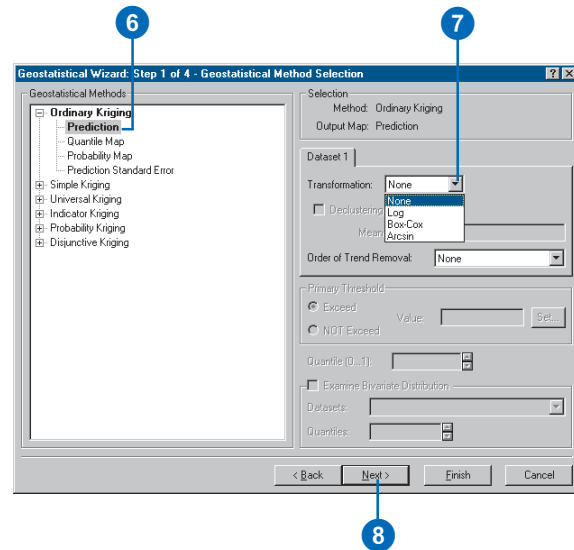 6
7
Geostatistical Wizard: Step 1 of 4 - Geostatistical Method Selection
Geostatistical Methods
Ordinary Kriging
Prediction
Quantile Map
Probability Map
Prediction Standard Error
Simple Kriging
Universal Kriging
Indicator Kriging
Probability Kriging
Disjunctive Kriging
Selection
Method: Ordinary Kriging
Output Map: Prediction
Dataset 1
Transformation: None
None
Log
Box-Cox
Arcsin
Declustering
Mean
Order of Trend Removal: None
Primary Threshold
Exceed
NOT Exceed
Value:
Set...
Quantile (0...1):
Examine Bivariate Distribution
Datasets:
Quantiles:
< Back
Next >
Finish
Cancel
8